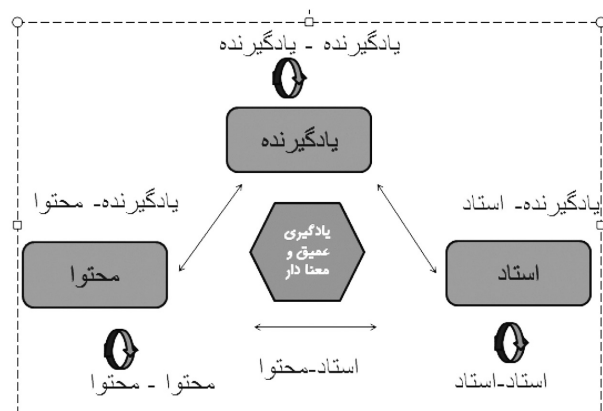 یادگیرنده - یادگیرنده
یادگیرنده
یادگیرنده- استاد
یادگیرنده- محتوا
یادگیری
عمیق و
معنا دار
استاد
محتوا
استاد-محتوا
استاد-استاد
محتوا - محتوا